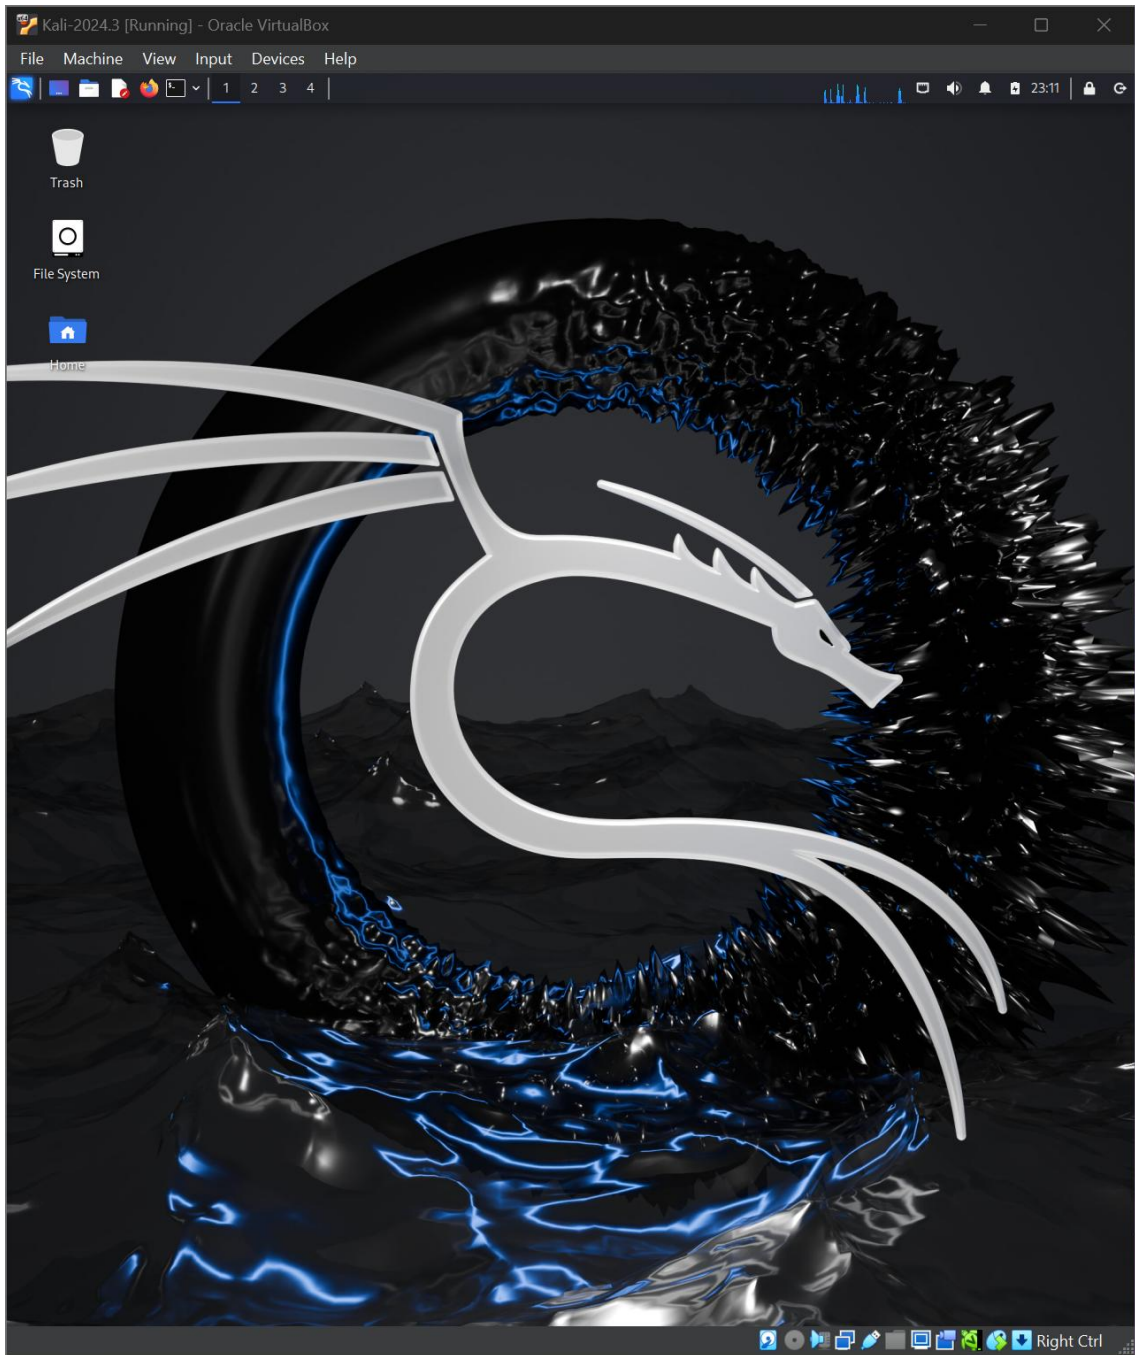 Kali-2024.3 [Running] - Oracle VirtualBox
File Machine View Input Devices Help
1 2 3 4 23:11
Trash
File System
Home
Right Ctrl